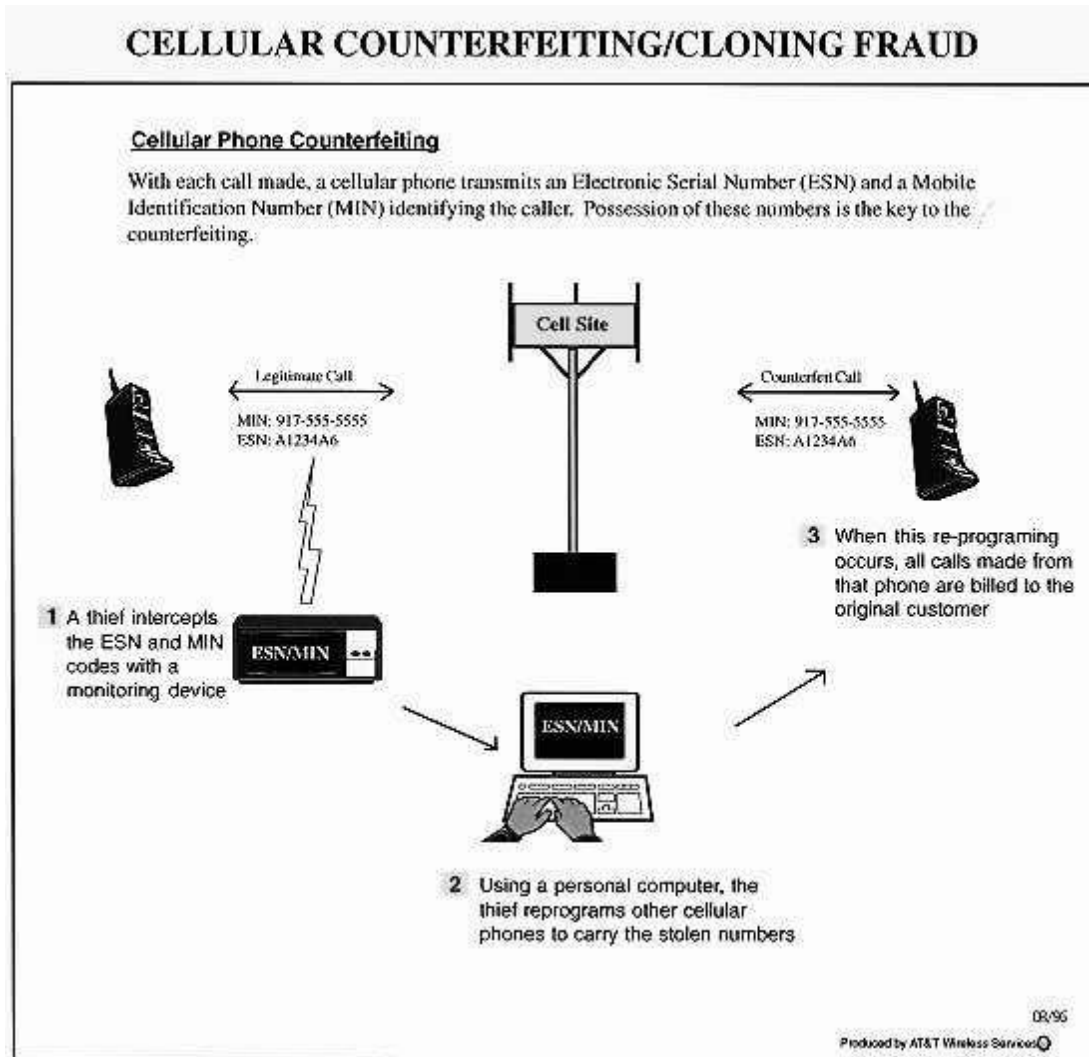 CELLULAR COUNTERFEITING/CLONING FRAUD
Cellular Phone Counterfeiting
With each call made, a cellular phone transmits an Electronic Serial Number (ESN) and a Mobile
Identification Number (MIN) identifying the caller. Possession of these numbers is the key to the
counterfeiting.
Cell Site
Legitimate Call
MIN: 917-555-5555
ESN: A1234A6
Counterfeit Call
MIN: 917-555-5555
ESN: A1234A6
1 A thief intercepts
the ESN and MIN
codes with a
monitoring device
ESN/MIN
ESN/MIN
2 Using a personal computer, the
thief reprograms other cellular
phones to carry the stolen numbers
3 When this re-programing
occurs, all calls made from
that phone are billed to the
original customer
Produced by AT&T Wireless Services